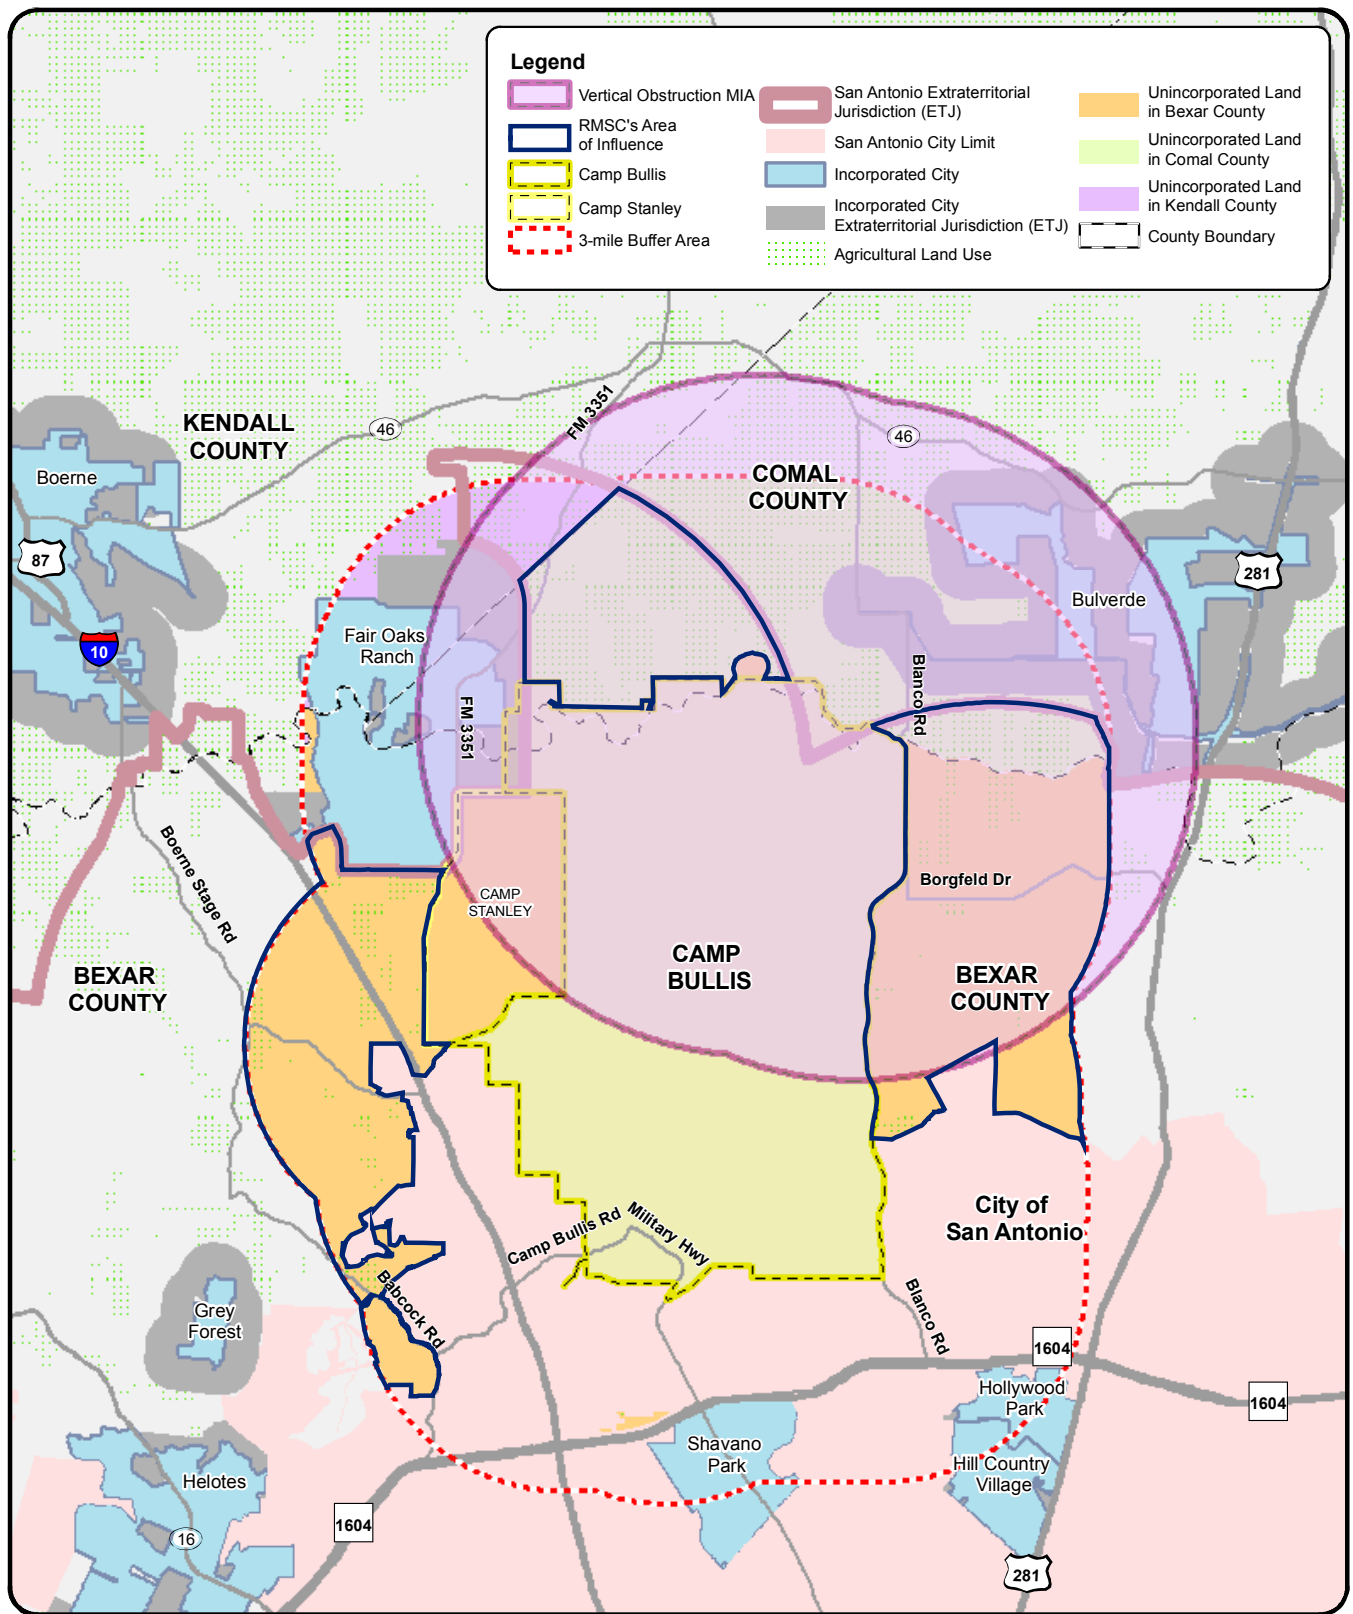 Legend
Vertical Obstruction MIA
RMSC's Area
of Influence
Camp Bullis
Camp Stanley
3-mile Buffer Area
San Antonio Extraterritorial
Jurisdiction (ETJ)
San Antonio City Limit
Incorporated City
Incorporated City
Extraterritorial Jurisdiction (ETJ)
Agricultural Land Use
Unincorporated Land
in Bexar County
Unincorporated Land
in Comal County
Unincorporated Land
in Kendall County
County Boundary
KENDALL
COUNTY
46
FM 3351
46
COMAL
COUNTY
Boerne
87
281
10
Fair Oaks
Ranch
Bulverde
FM 3351
Blanco Rd
Boerne Stage Rd
CAMP
STANLEY
Borgfeld Dr
BEXAR
COUNTY
CAMP
BULLIS
BEXAR
COUNTY
City of
San Antonio
Camp Bullis Rd
Military Hwy
Babcock Rd
Blanco Rd
Grey
Forest
1604
Hollywood
Park
1604
Shavano
Park
Hill Country
Village
Helotes
1604
16
281